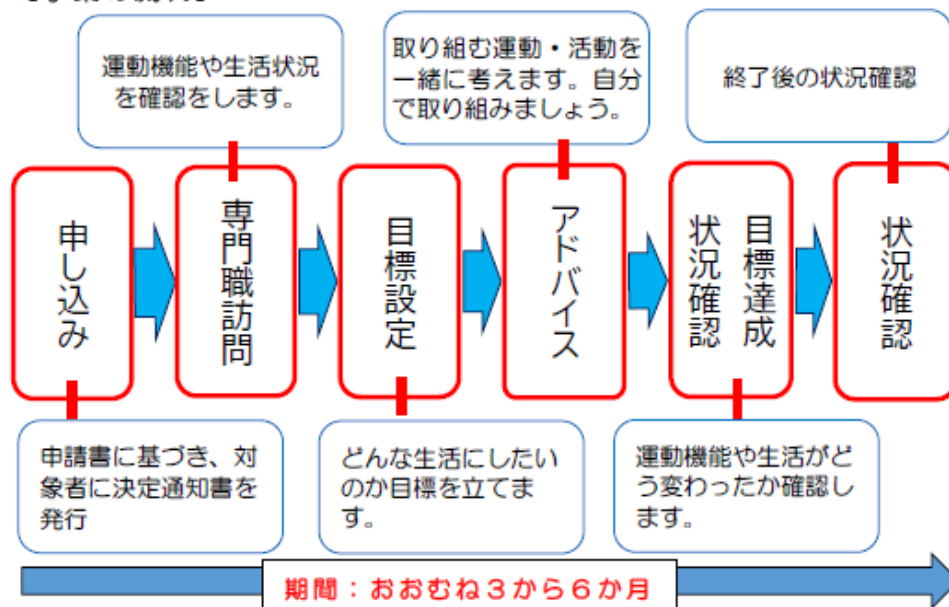 運動機能や生活状況
を確認をします。
取り組む運動・活動を
一緒に考えます。自分
で取り組みましょう。
終了後の状況確認
申し込み
専門職訪問
目標設定
アドバイス
目標達成
状況確認
状況確認
申請書に基づき、対
象者に決定通知書を
発行
どんな生活にしたい
のか目標を立てま
す。
運動機能や生活がど
う変わったか確認し
ます。
期間：おおむね３から６か月